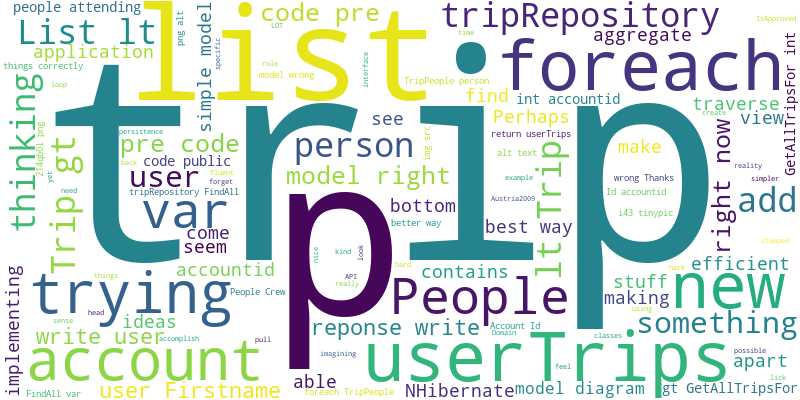 people attending
code pre
tripRepository
List lt
list
aggregate
IsApproved
application
png alt
LOT
foreach
things correctly
simple model
specific
role
model wrong
interface
time
TripPeople person
find
int accountid
traverse
GetAllTripsFor int
loop
trip
thinking
2i4qb01 png
Trip gt
persistence
pre code
see
person
img src
Perhaps
return userTrips
make
create
view
code public
alt text
back
user
fluent
model right
lt Trip
wrong Thanks
reality
yet
need
forget
tripRepository FindAll
example
Id accountid
simpler
right now
add
var
p
bottom
Austria2009
better way
i43 tinypic
best way
come
seem
nice
kind
look
API
really
hard
stumped
accountid
contains
stuff
efficient
hack
things
trying
People Crew
People
making
new
using
implementing
head
ideas
reponse write
Account Id
Domain
something
sense
write user
accomplish
pull
imagining
userTrips
classes
possible
apart
account
able
feel
lick
FindAll var
user Firstname
foreach TripPeople
NHibernate
model diagram
gt GetAllTripsFor